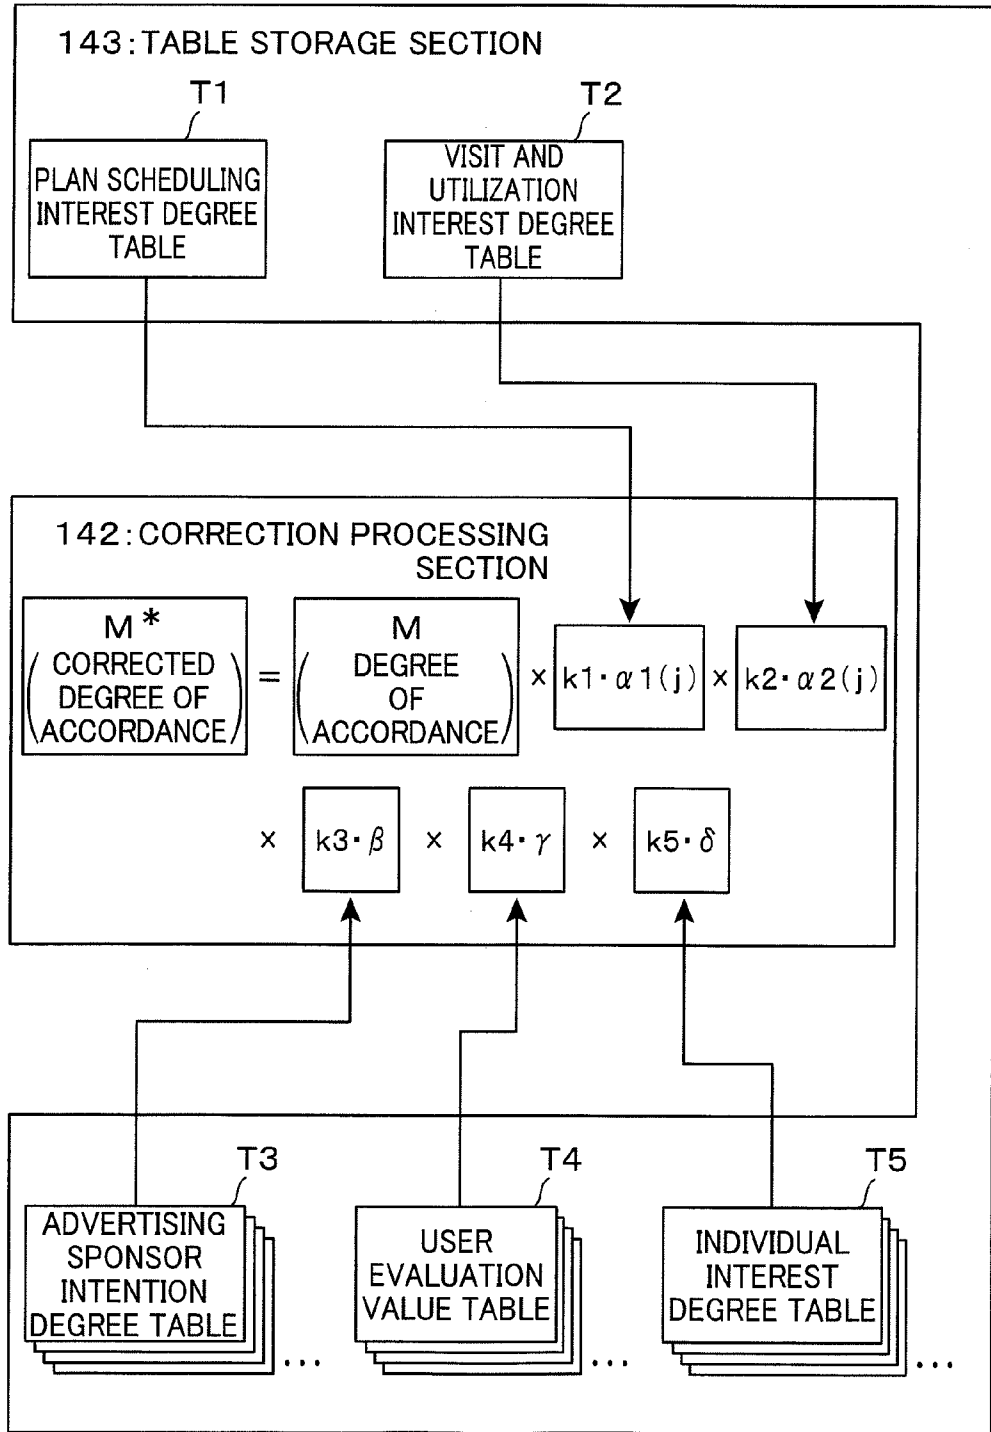 143:TABLE STORAGE SECTION
T1
T2
PLAN SCHEDULING
INTEREST DEGREE
TABLE
VISIT AND
UTILIZATION
INTEREST DEGREE
TABLE
142:CORRECTION PROCESSING
SECTION
M*
(CORRECTED
DEGREE OF
ACCORDANCE)
=
M
(DEGREE
OF
ACCORDANCE)
× k1・α1(j) × k2・α2(j)
× k3・β × k4・γ × k5・δ
T3
T4
T5
ADVERTISING
SPONSOR
INTENTION
DEGREE TABLE
...
USER
EVALUATION
VALUE TABLE
...
INDIVIDUAL
INTEREST
DEGREE TABLE
...